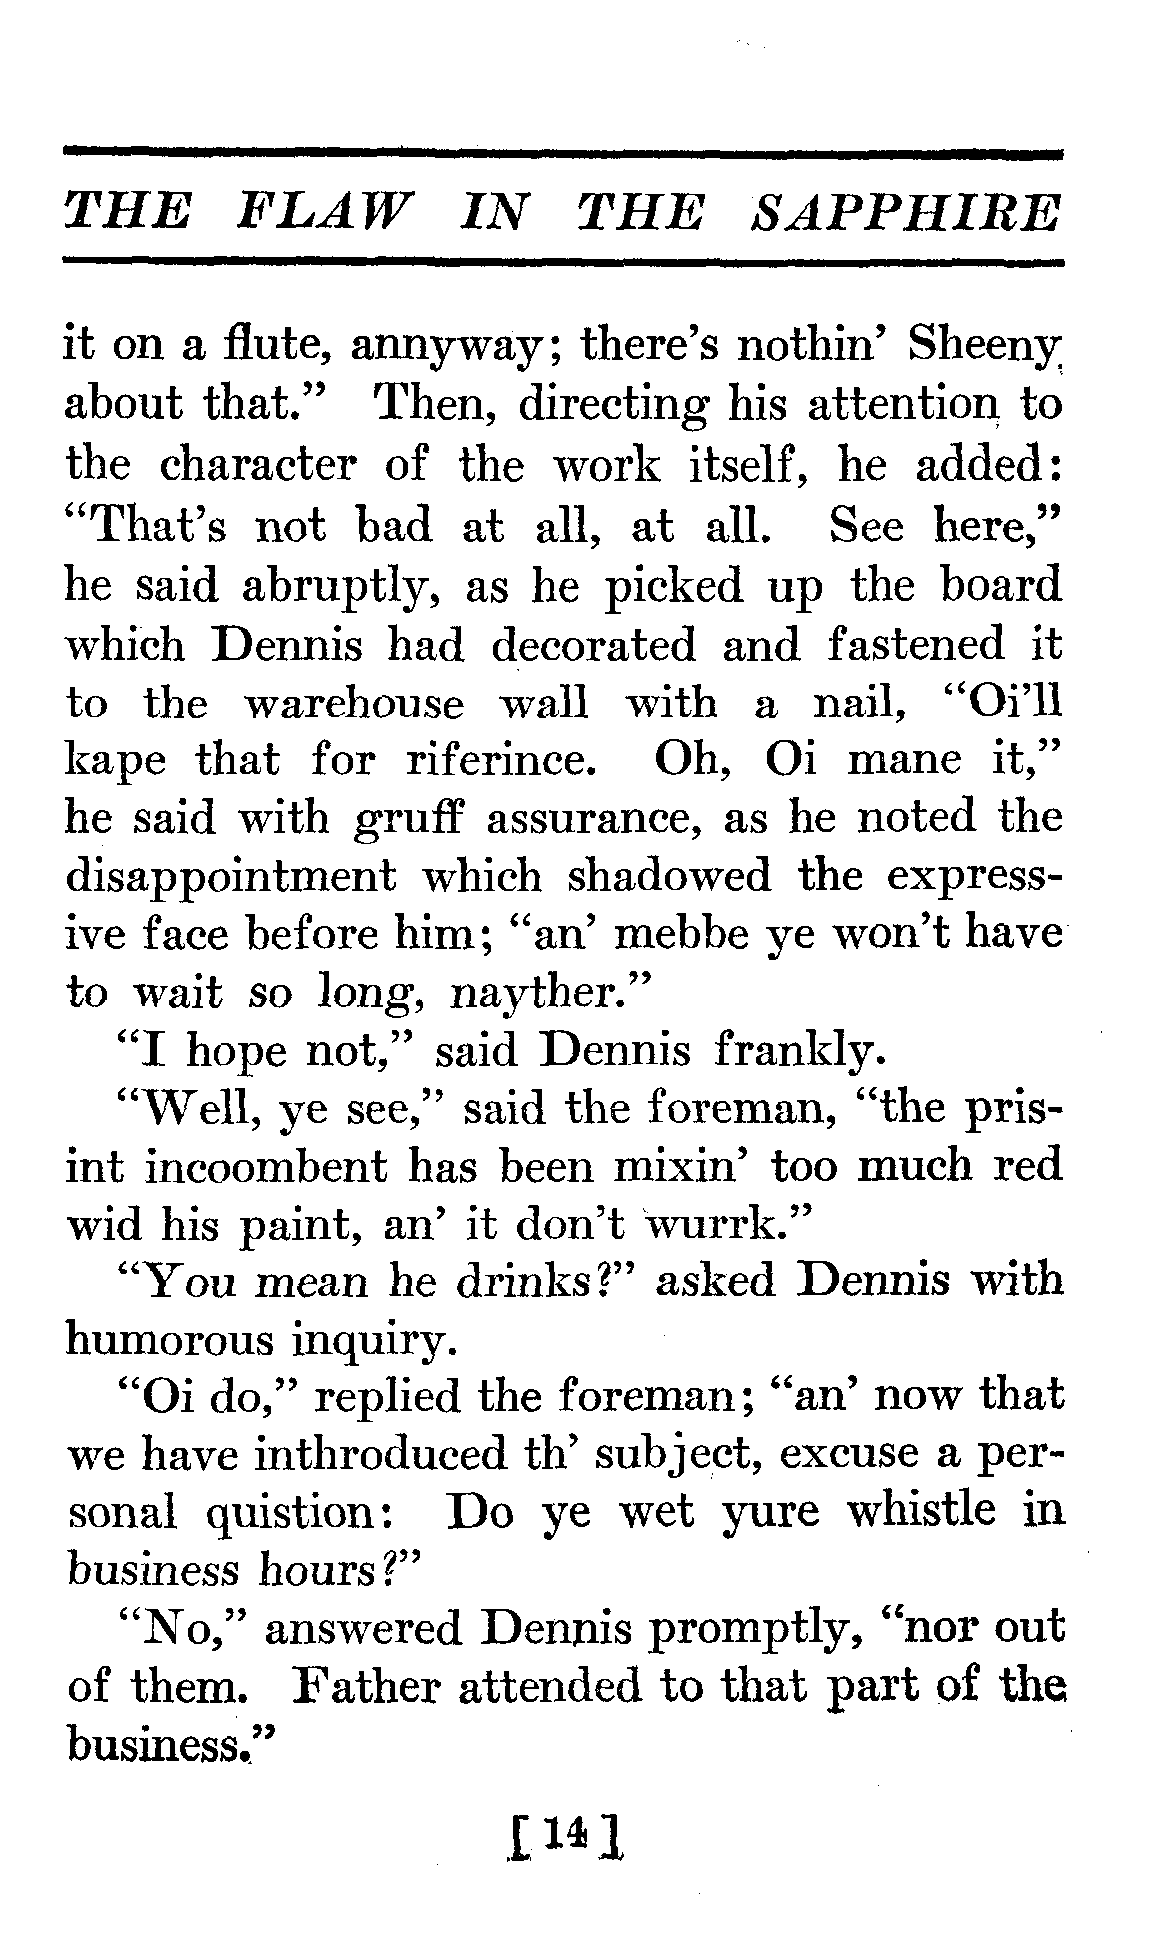 THE FLAW IN THE SAPPHIRE
it on a flute, annyway; there's nothin' Sheeny
about that." Then, directing his attention to
the character of the work itself, he added:
"That's not bad at all, at all. See here,"
he said abruptly, as he picked up the board
which Dennis had decorated and fastened it
to the warehouse wall with a nail, "Oi'll
kape that for riferince. Oh, Oi mane it,"
he said with gruff assurance, as he noted the
disappointment which shadowed the express-
ive face before him; "an' mebbe ye won't have
to wait so long, nayther."
"I hope not," said Dennis frankly.
"Well, ye see," said the foreman, "the pris-
int incoombent has been mixin' too much red
wid his paint, an' it don't wurrk."
"You mean he drinks?" asked Dennis with
humorous inquiry.
"Oi do," replied the foreman; "an' now that
we have inthroduced th' subject, excuse a per-
sonal quistion: Do ye wet yure whistle in
business hours?"
"No," answered Dennis promptly, "nor out
of them. Father attended to that part of the
business."
[14]